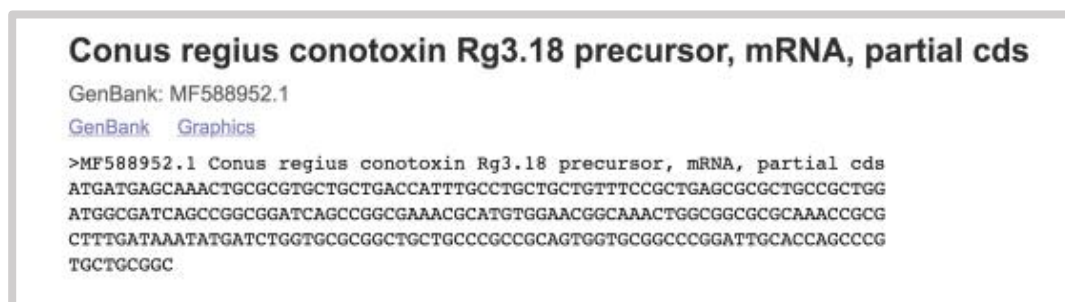 Conus regius conotoxin Rg3.18 precursor, mRNA, partial cds
GenBank: MF588952.1
GenBank Graphics
>MF588952.1 Conus regius conotoxin Rg3.18 precursor, mRNA, partial cds
ATGATGAGCAAACTGCGCGTGCTGCTGACCATTTGCCTGCTGCTGTTTCCGCTGAGCGCGCTGCCGCTGG
ATGGCGATCAGCCGGCGGATCAGCCGGCGAAACGCATGTGGAACGGCAAACTGGCGGCGCGCAAACCGCG
CTTTGATAAATATGATCTGGTGCGCGGCTGCTGCCCGCCGCAGTGGTGCGGCCCGGATTGCACCAGCCCG
TGCTGCGGC